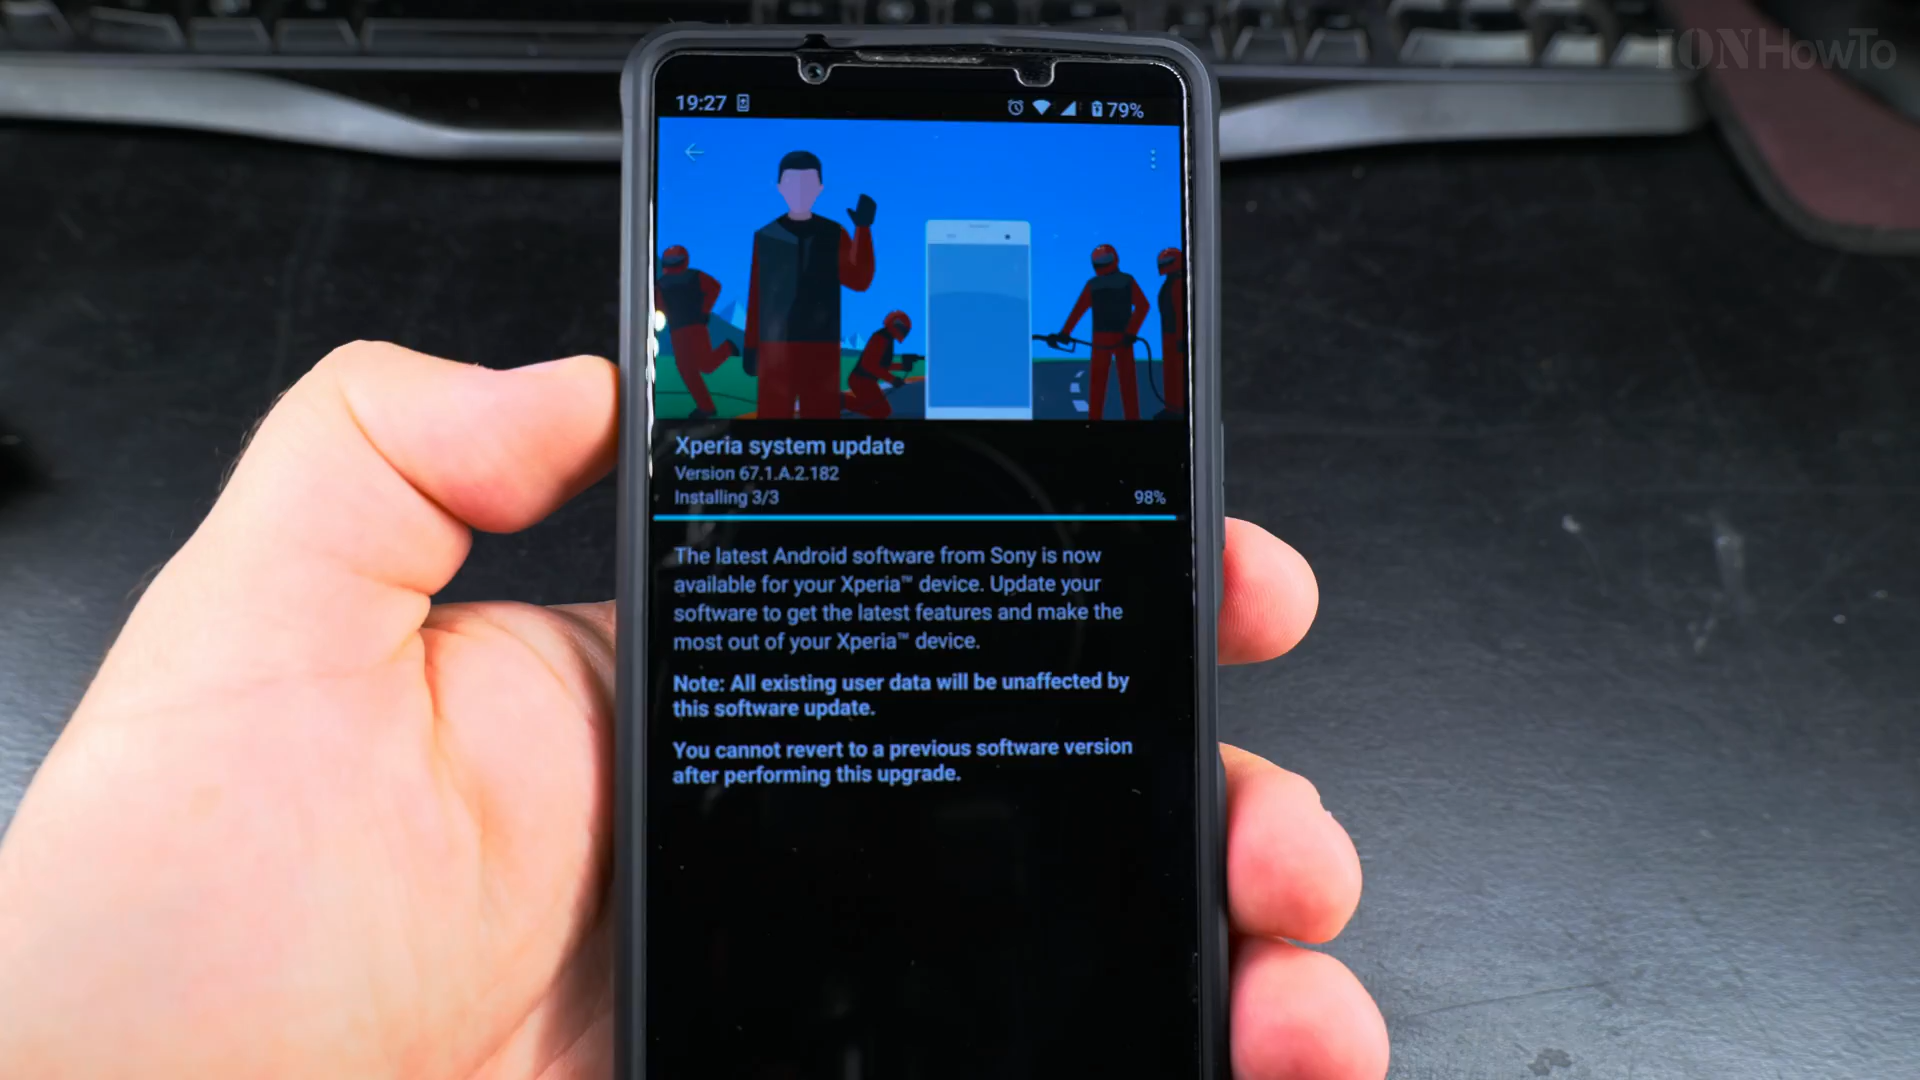 IONHowTo
19:27
79%
Xperia system update
Version 67.1.A.2.182
Installing 3/3
98%
The latest Android software from Sony is now
available for your Xperia™ device. Update your
software to get the latest features and make the
most out of your Xperia™ device.
Note: All existing user data will be unaffected by
this software update.
You cannot revert to a previous software version
after performing this upgrade.